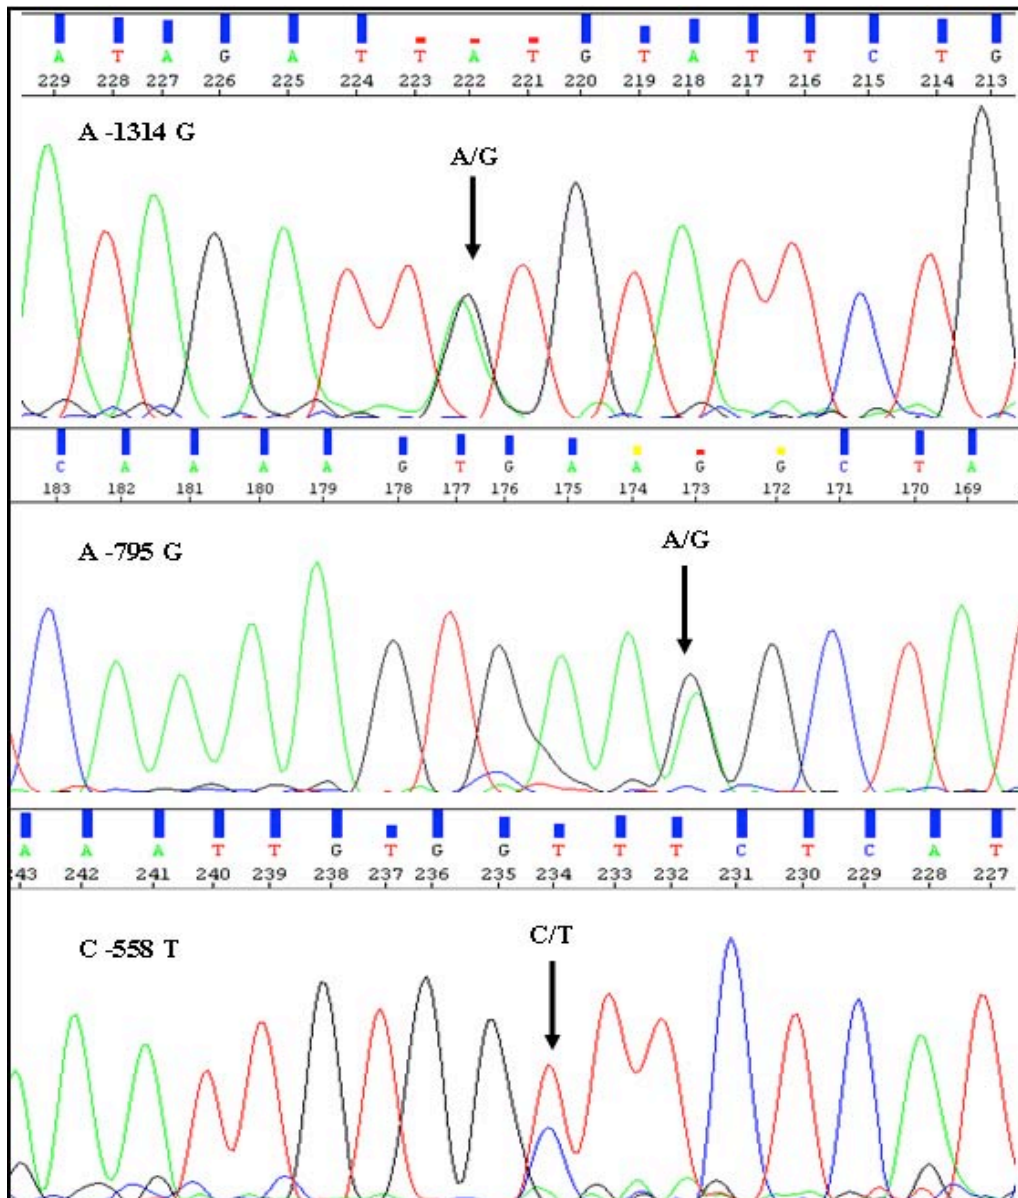 A T A G A T T A T G T A T T C T G
229 228 227 226 225 224 223 222 221 220 219 218 217 216 215 214 213
A -1314 G
A/G
C A A A A G T G A A G G C T A
183 182 181 180 179 178 177 176 175 174 173 172 171 170 169
A -795 G
A/G
A A A T T G T G G T T T C T C A T
243 242 241 240 239 238 237 236 235 234 233 232 231 230 229 228 227
C -558 T
C/T